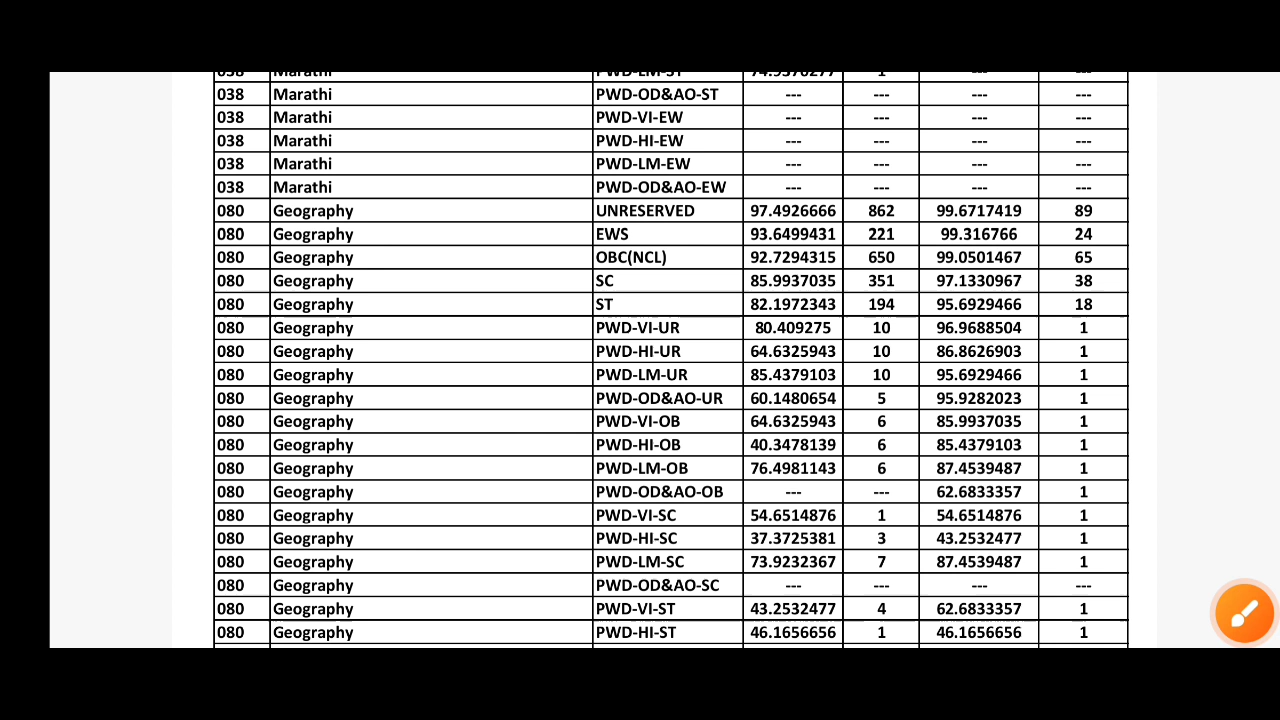 038 Marathi PWD-LM-ST 74.9370277 1 --- ---
038 Marathi PWD-OD&AO-ST --- --- --- ---
038 Marathi PWD-VI-EW --- --- --- ---
038 Marathi PWD-HI-EW --- --- --- ---
038 Marathi PWD-LM-EW --- --- --- ---
038 Marathi PWD-OD&AO-EW --- --- --- ---
080 Geography UNRESERVED 97.4926666 862 99.6717419 89
080 Geography EWS 93.6499431 221 99.316766 24
080 Geography OBC(NCL) 92.7294315 650 99.0501467 65
080 Geography SC 85.9937035 351 97.1330967 38
080 Geography ST 82.1972343 194 95.6929466 18
080 Geography PWD-VI-UR 80.409275 10 96.9688504 1
080 Geography PWD-HI-UR 64.6325943 10 86.8626903 1
080 Geography PWD-LM-UR 85.4379103 10 95.6929466 1
080 Geography PWD-OD&AO-UR 60.1480654 5 95.9282023 1
080 Geography PWD-VI-OB 64.6325943 6 85.9937035 1
080 Geography PWD-HI-OB 40.3478139 6 85.4379103 1
080 Geography PWD-LM-OB 76.4981143 6 87.4539487 1
080 Geography PWD-OD&AO-OB --- --- 62.6833357 1
080 Geography PWD-VI-SC 54.6514876 1 54.6514876 1
080 Geography PWD-HI-SC 37.3725381 3 43.2532477 1
080 Geography PWD-LM-SC 73.9232367 7 87.4539487 1
080 Geography PWD-OD&AO-SC --- --- --- ---
080 Geography PWD-VI-ST 43.2532477 4 62.6833357 1
080 Geography PWD-HI-ST 46.1656656 1 46.1656656 1